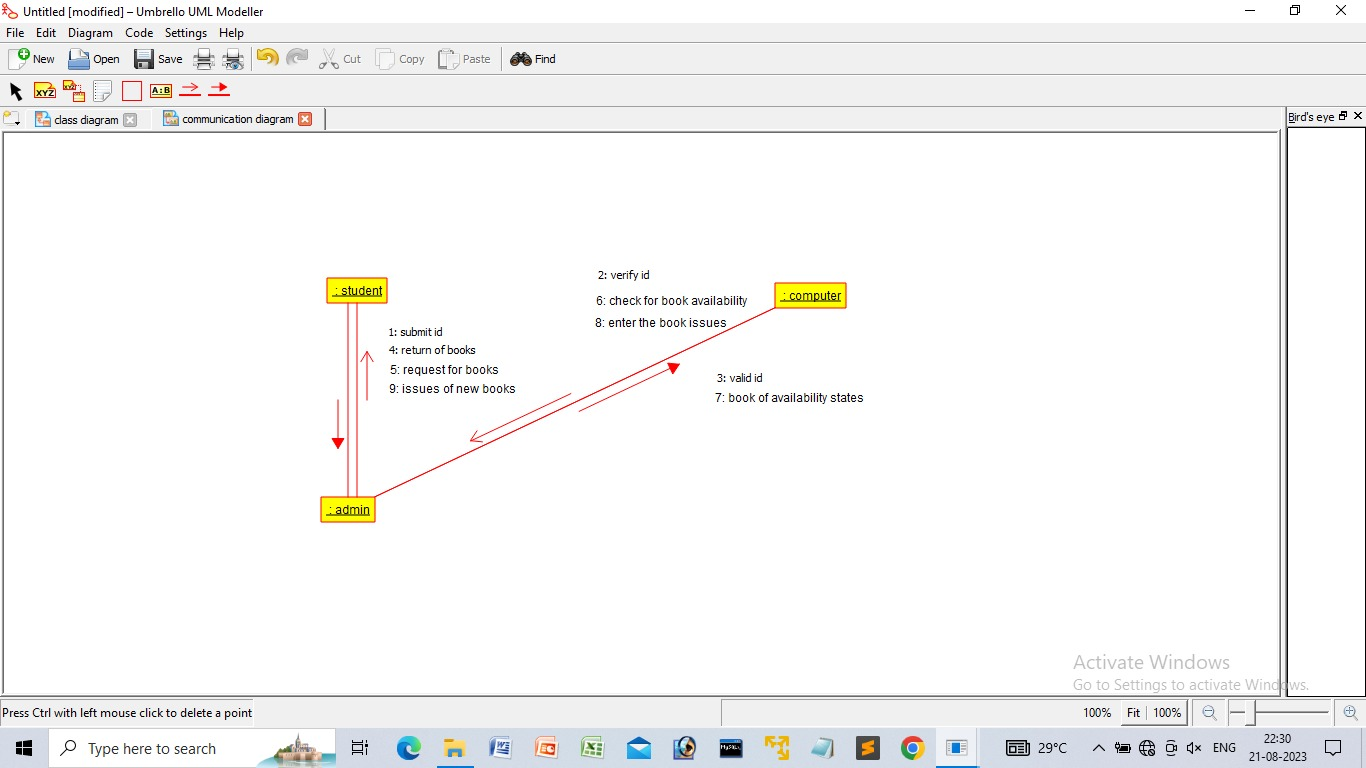 Untitled [modified] – Umbrello UML Modeller
File Edit Diagram Code Settings Help
New Open Save Cut Copy Paste Find
XYZ XYZ A:B
class diagram communication diagram Bird's eye
2: verify id
: student : computer
6: check for book availability
8: enter the book issues
1: submit id
4: return of books
5: request for books
9: issues of new books
3: valid id
7: book of availability states
: admin
Activate Windows
Go to Settings to activate Windows.
Press Ctrl with left mouse click to delete a point 100% Fit 100%
Type here to search MySQL 29°C ENG 22:30
21-08-2023